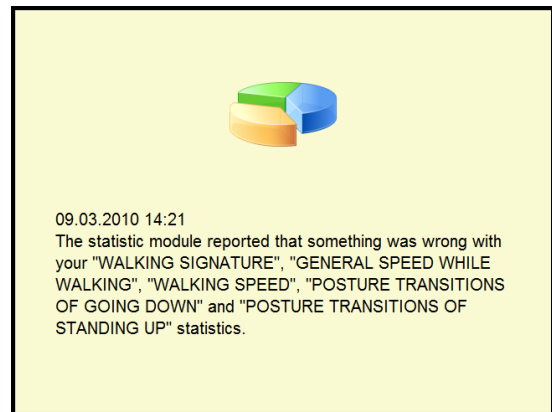 09.03.2010 14:21
The statistic module reported that something was wrong with
your "WALKING SIGNATURE", "GENERAL SPEED WHILE
WALKING", "WALKING SPEED", "POSTURE TRANSITIONS
OF GOING DOWN" and "POSTURE TRANSITIONS OF
STANDING UP" statistics.